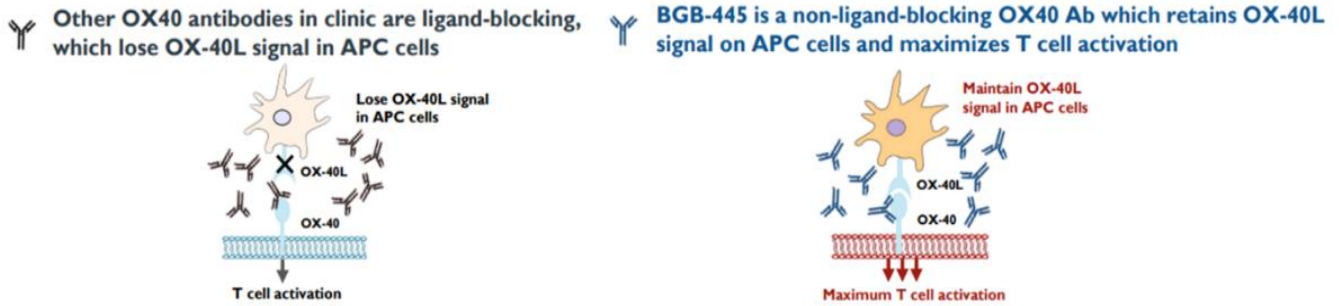 Other OX40 antibodies in clinic are ligand-blocking,
which lose OX-40L signal in APC cells
Lose OX-40L signal
in APC cells
OX-40L
OX-40
T cell activation
BGB-445 is a non-ligand-blocking OX40 Ab which retains OX-40L
signal on APC cells and maximizes T cell activation
Maintain OX-40L
signal in APC cells
OX-40L
OX-40
Maximum T cell activation